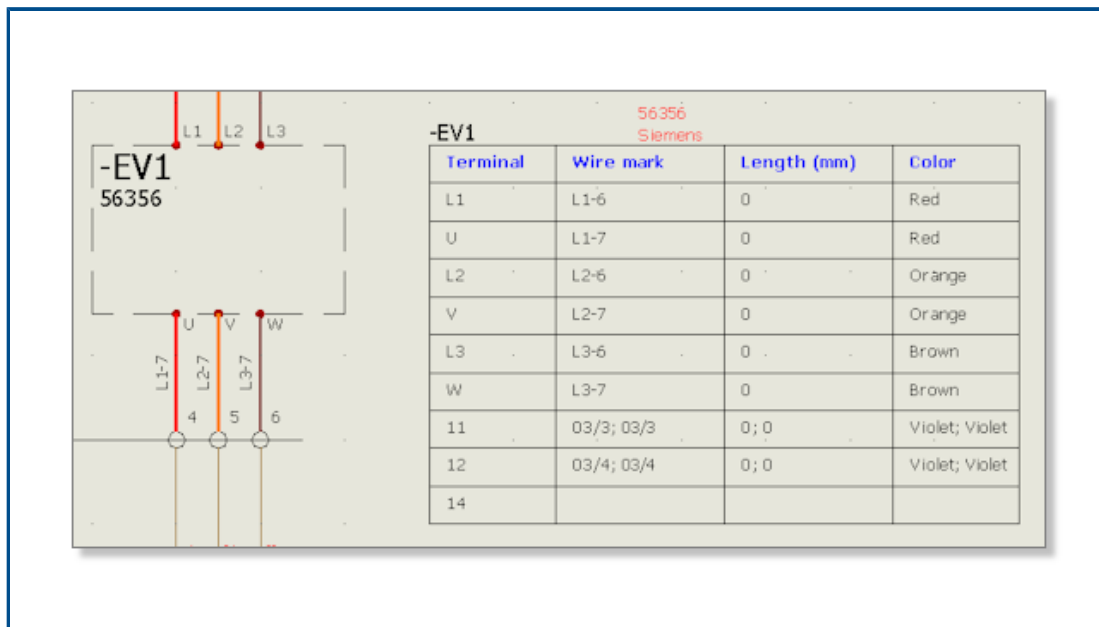 L1 L2 L3
-EV1
56356
U V W
L1-7 L2-7 L3-7
4 5 6
56356
-EV1 Siemens
Terminal Wire mark Length (mm) Color
L1 L1-6 0 Red
U L1-7 0 Red
L2 L2-6 0 Orange
V L2-7 0 Orange
L3 L3-6 0 Brown
W L3-7 0 Brown
11 03/3; 03/3 0; 0 Violet; Violet
12 03/4; 03/4 0; 0 Violet; Violet
14